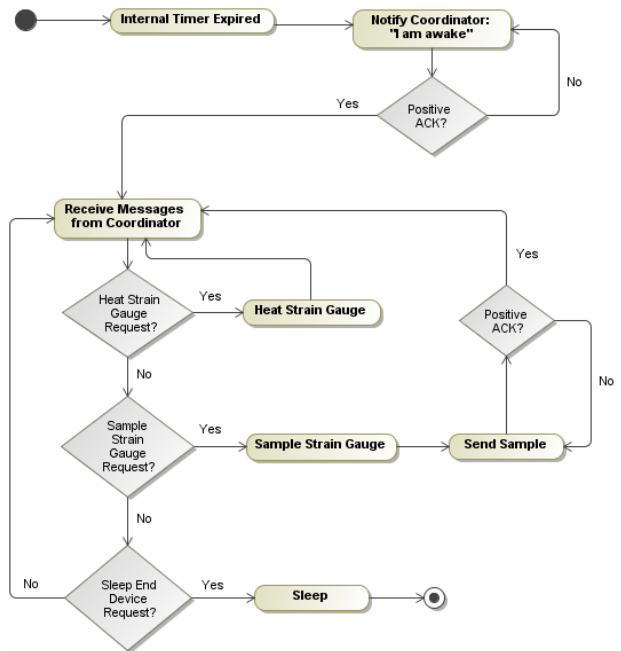 Internal Timer Expired
Notify Coordinator:
"I am awake"
No
Positive
ACK?
Yes
Receive Messages
from Coordinator
Yes
Heat Strain
Gauge
Request?
Yes
Heat Strain Gauge
Positive
ACK?
No
No
Sample
Strain
Gauge
Request?
Yes
Sample Strain Gauge
Send Sample
No
No
Sleep End
Device
Request?
Yes
Sleep